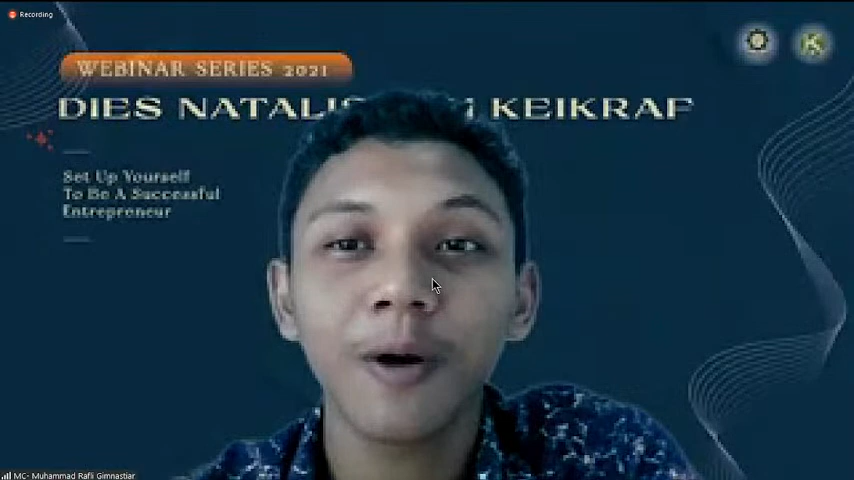 Recording
WEBINAR SERIES 2021
DIES NATALIS KEIKRAF
Set Up Yourself
To Be A Successful
Entrepreneur
MC- Muhammad Rafli Gimnastiar